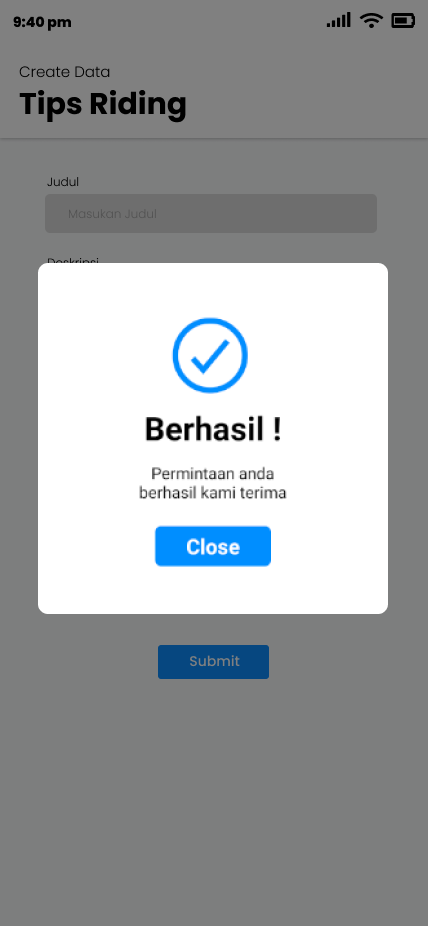 9:40 pm
Create Data
Tips Riding
Judul
Masukan Judul
Deskripsi
Berhasil !
Permintaan anda
berhasil kami terima
Close
Submit